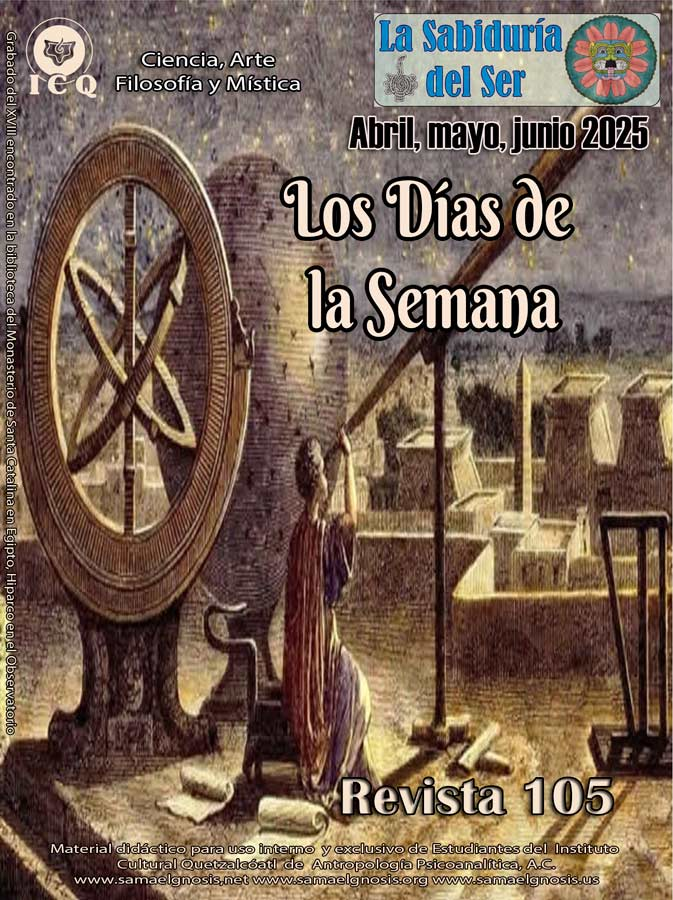 ICQ
Ciencia, Arte
Filosofía y Mística
La Sabiduría
del Ser
Abril, mayo, junio 2025
Los Días de
la Semana
Grabado del XVIII encontrado en la biblioteca del Monasterio de Santa Catalina en Egipto, Hiparco en el Observatorio
Revista 105
Material didáctico para uso interno y exclusivo de Estudiantes del Instituto
Cultural Quetzalcóatl de Antropología Psicoanalítica, A.C.
www.samaelgnosis.net www.samaelgnosis.org www.samaelgnosis.us